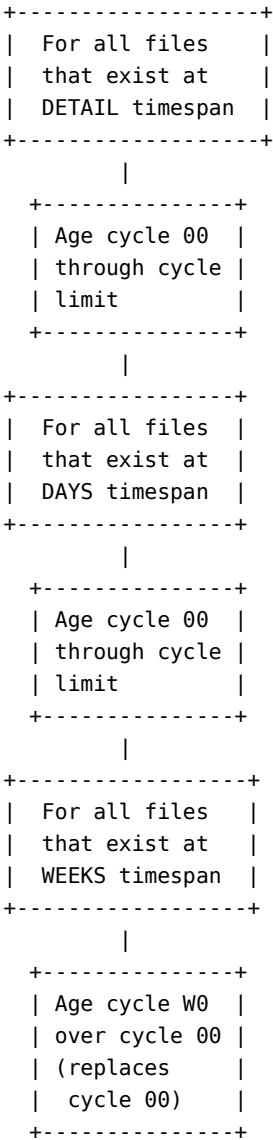 For all files
that exist at
DETAIL timespan
Age cycle 00
through cycle
limit
For all files
that exist at
DAYS timespan
Age cycle 00
through cycle
limit
For all files
that exist at
WEEKS timespan
Age cycle W0
over cycle 00
(replaces
cycle 00)